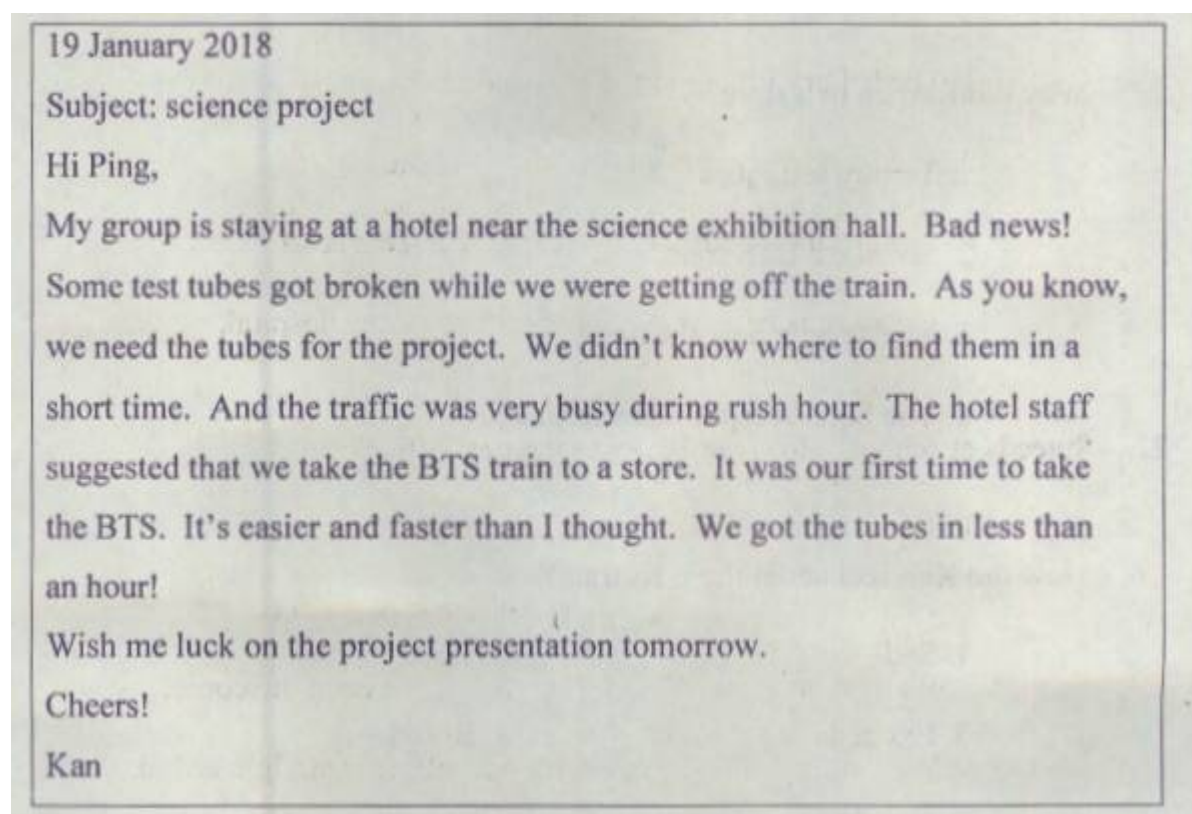 19 January 2018
Subject: science project
Hi Ping,
My group is staying at a hotel near the science exhibition hall.  Bad news!
Some test tubes got broken while we were getting off the train.  As you know,
we need the tubes for the project.  We didn't know where to find them in a
short time.  And the traffic was very busy during rush hour.  The hotel staff
suggested that we take the BTS train to a store.  It was our first time to take
the BTS.  It's easier and faster than I thought.  We got the tubes in less than
an hour!
Wish me luck on the project presentation tomorrow.
Cheers!
Kan